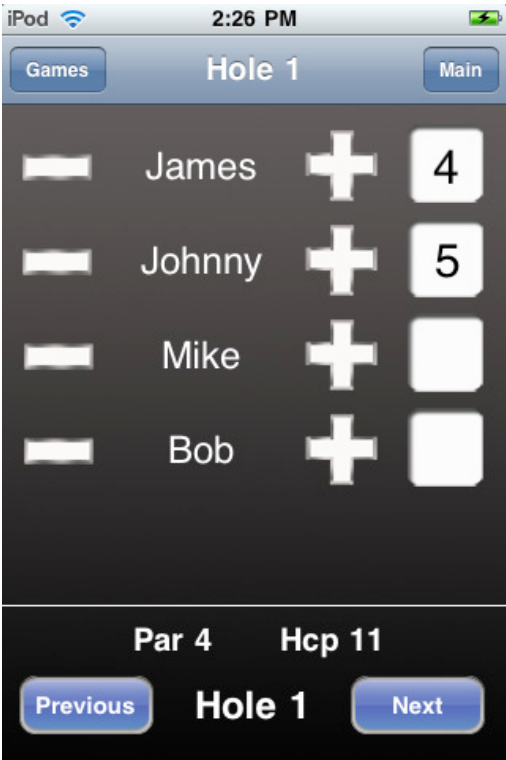 iPod 2:26 PM
Games Hole 1 Main
James 4
Johnny 5
Mike
Bob
Par 4 Hcp 11
Previous Hole 1 Next